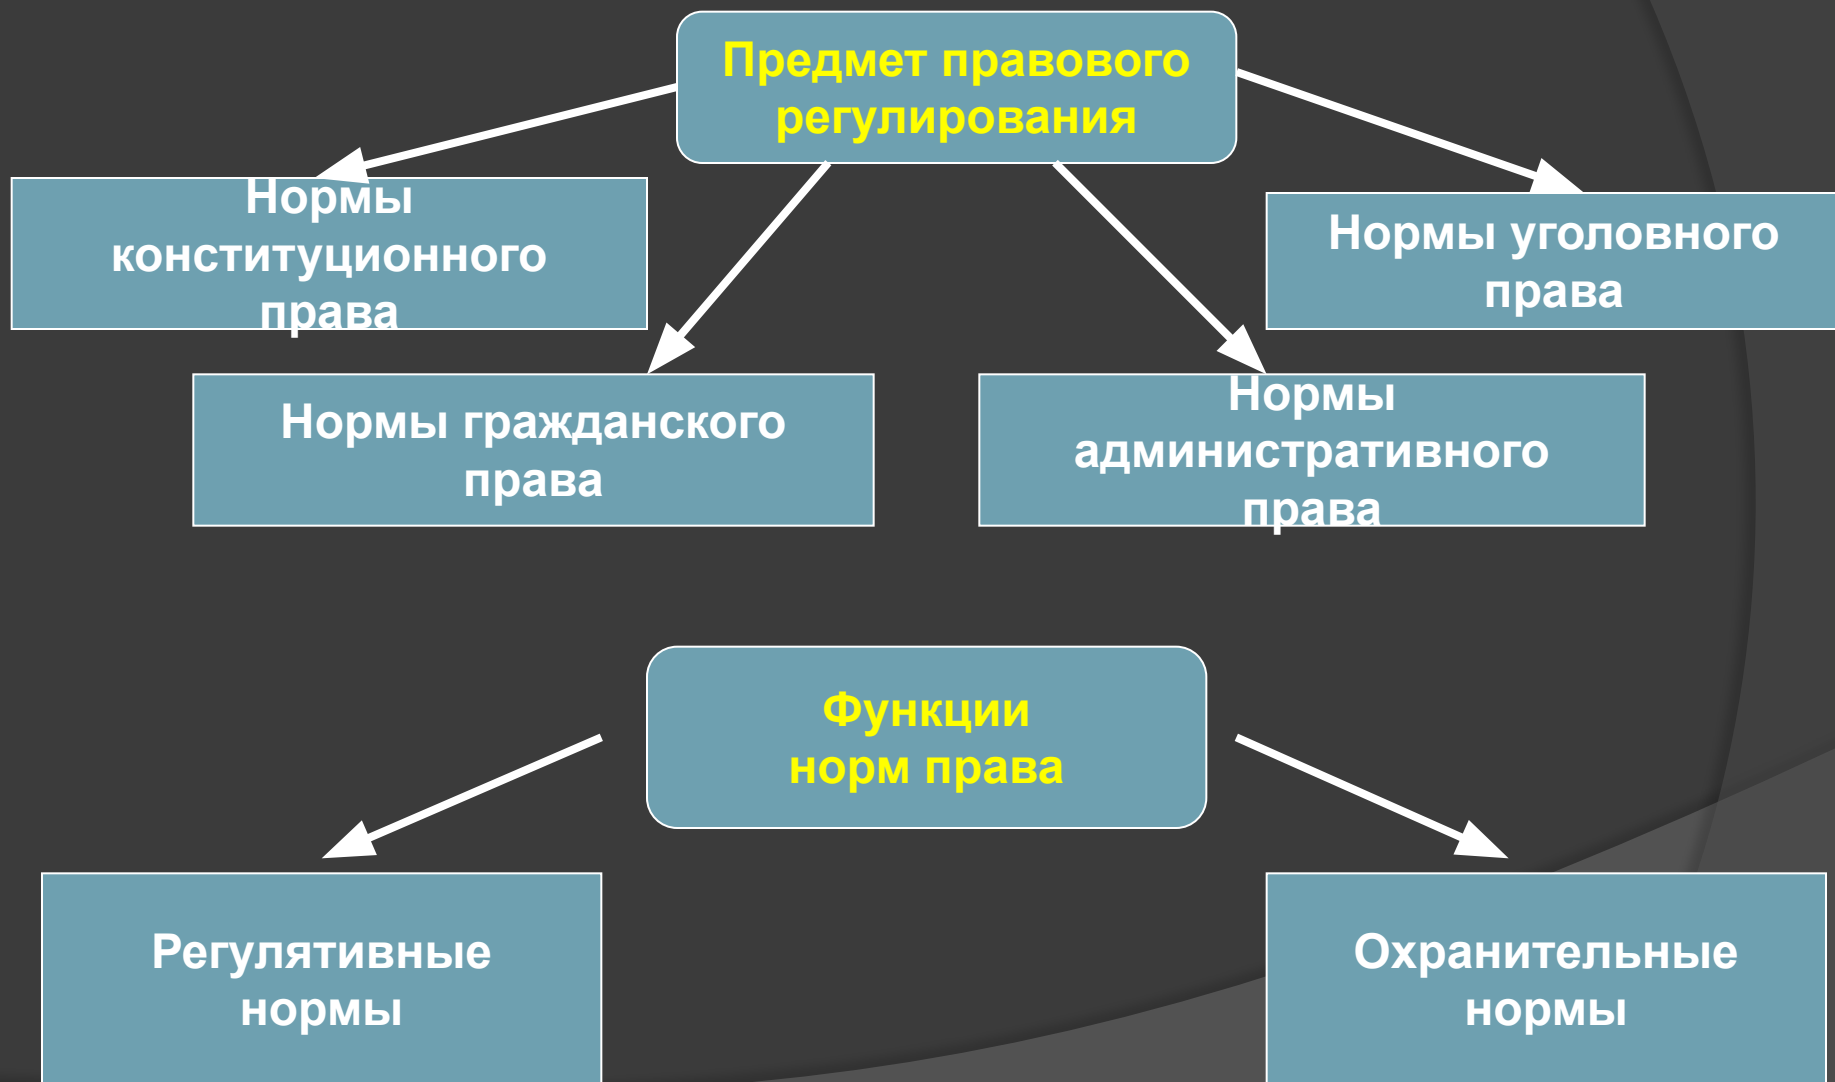 Предмет правового
регулирования
Нормы
конституционного
права
Нормы уголовного
права
Нормы гражданского
права
Нормы
административного
права
Функции
норм права
Регулятивные
нормы
Охранительные
нормы